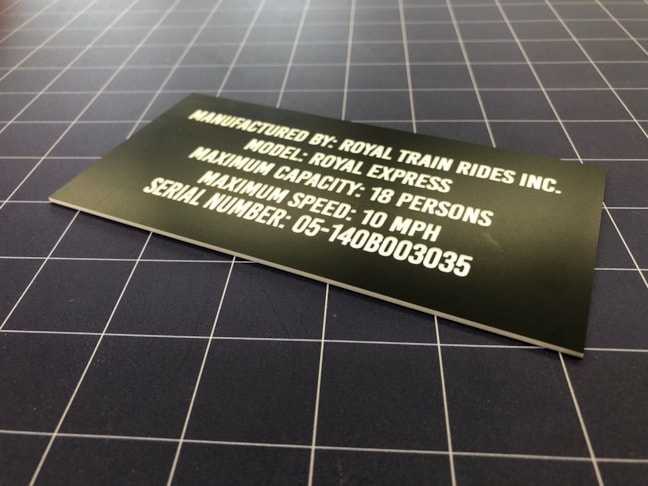 MANUFACTURED BY: ROYAL TRAIN RIDES INC.
MODEL: ROYAL EXPRESS
MAXIMUM CAPACITY: 18 PERSONS
MAXIMUM SPEED: 10 MPH
SERIAL NUMBER: 05-140B003035